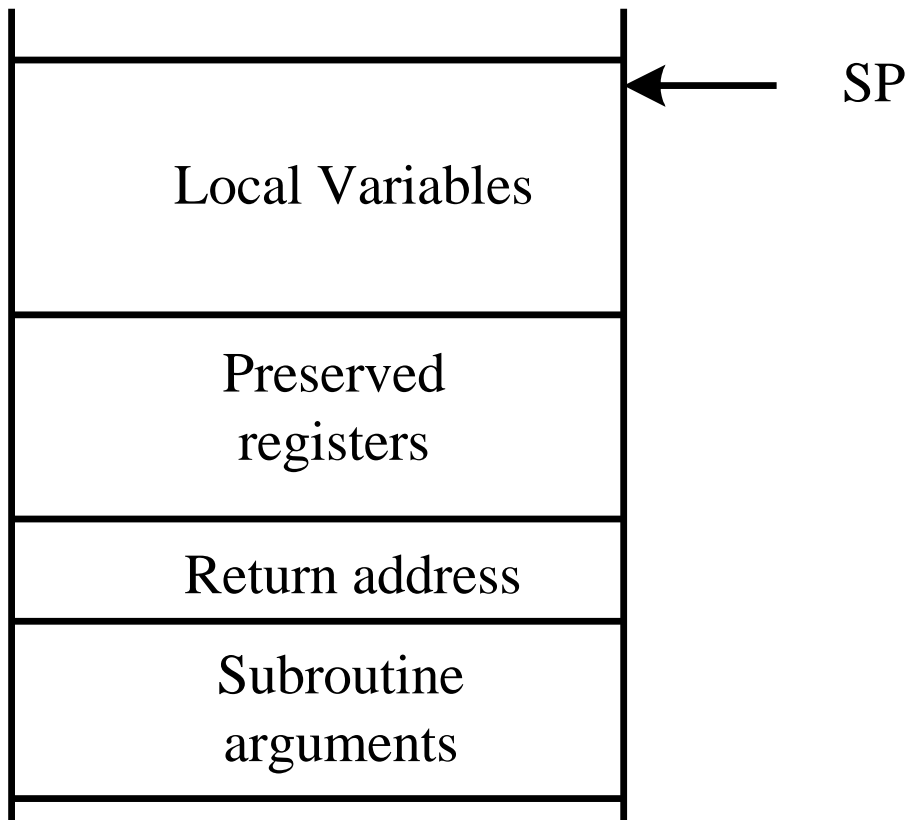 SP
Local Variables
Preserved
registers
Return address
Subroutine
arguments